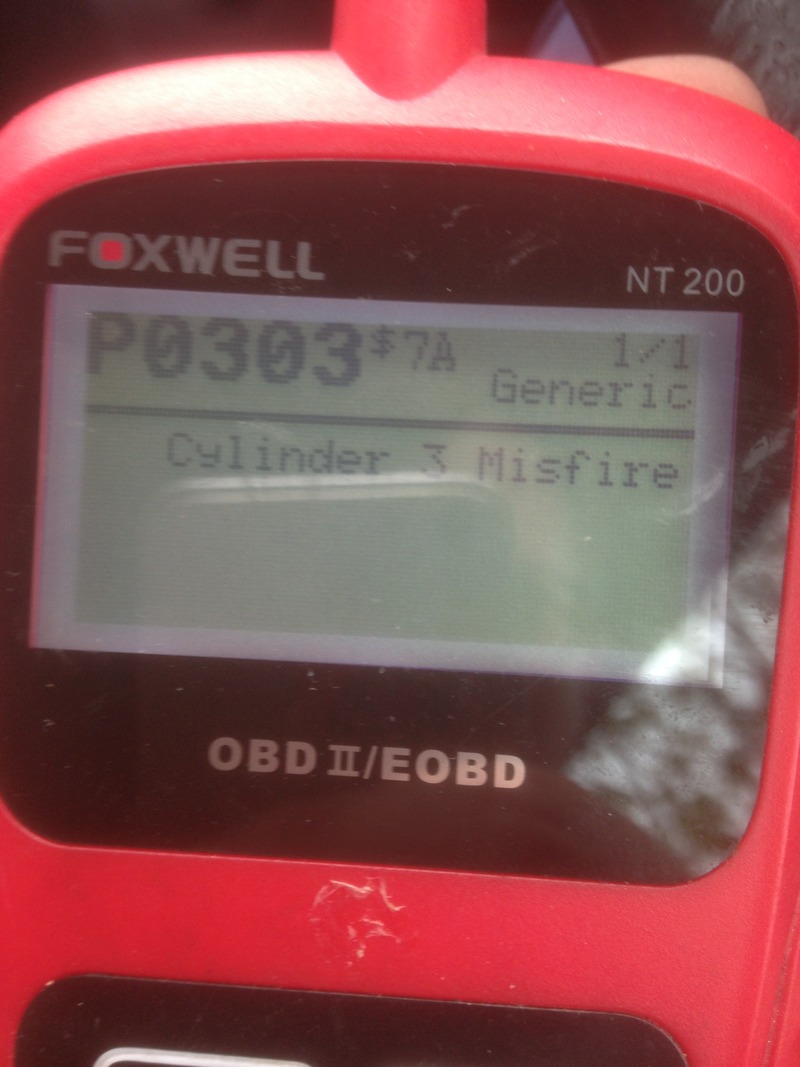 FOXWELL
NT 200
P0303 $7A 1/1
Generic
Cylinder 3 Misfire
OBD II/EOBD